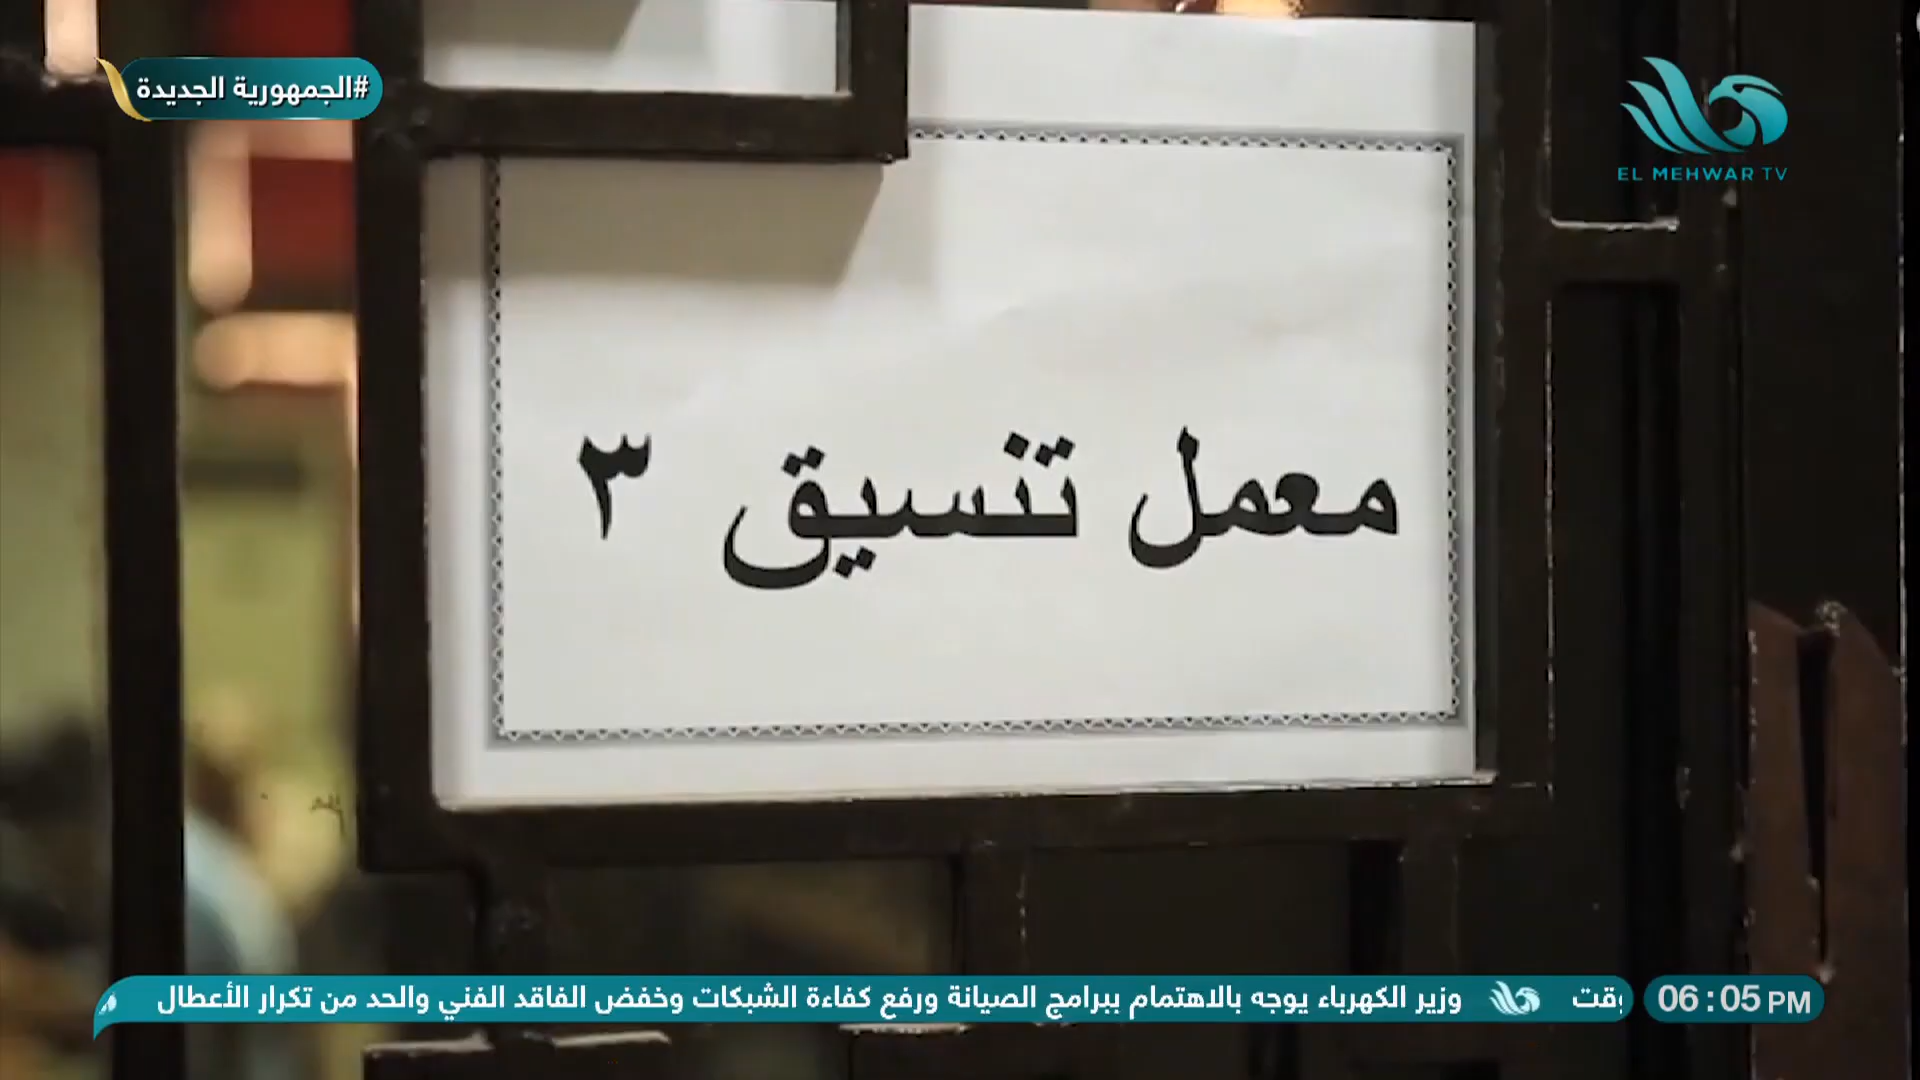 #الجمهورية الجديدة
EL MEHWAR TV
معمل تنسيق ٣
وزير الكهرباء يوجه بالاهتمام ببرامج الصيانة ورفع كفاءة الشبكات وخفض الفاقد الفني والحد من تكرار الأعطال
06:05 PM